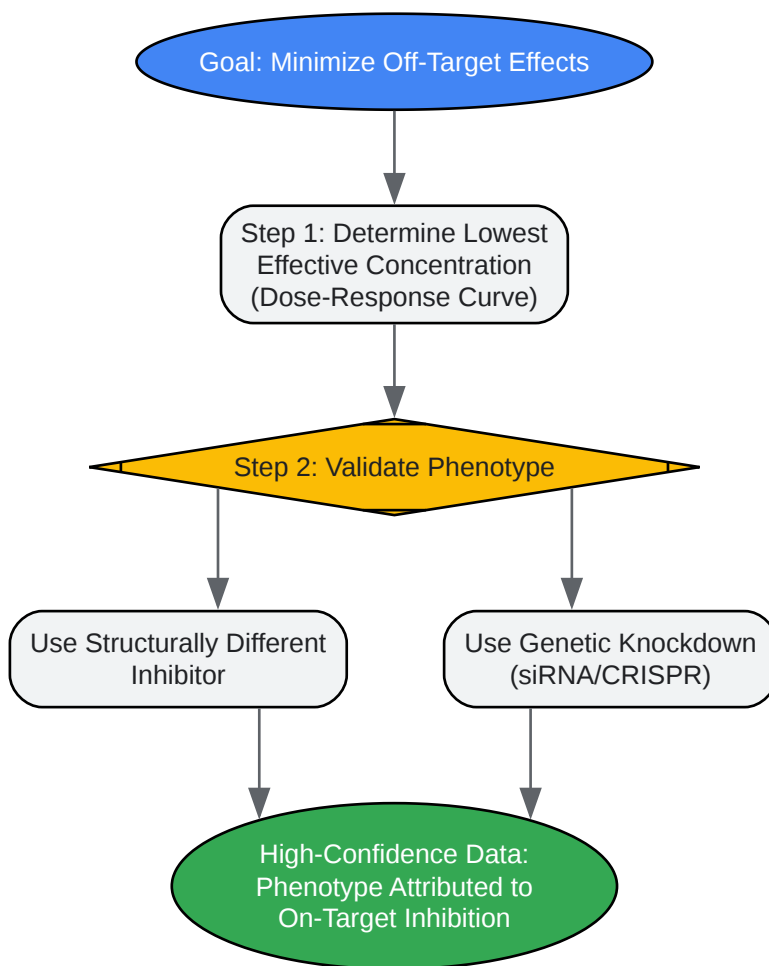 Goal: Minimize Off-Target Effects
Step 1: Determine Lowest
Effective Concentration
(Dose-Response Curve)
Step 2: Validate Phenotype
Use Structurally Different
Inhibitor
Use Genetic Knockdown
(siRNA/CRISPR)
High-Confidence Data:
Phenotype Attributed to
On-Target Inhibition